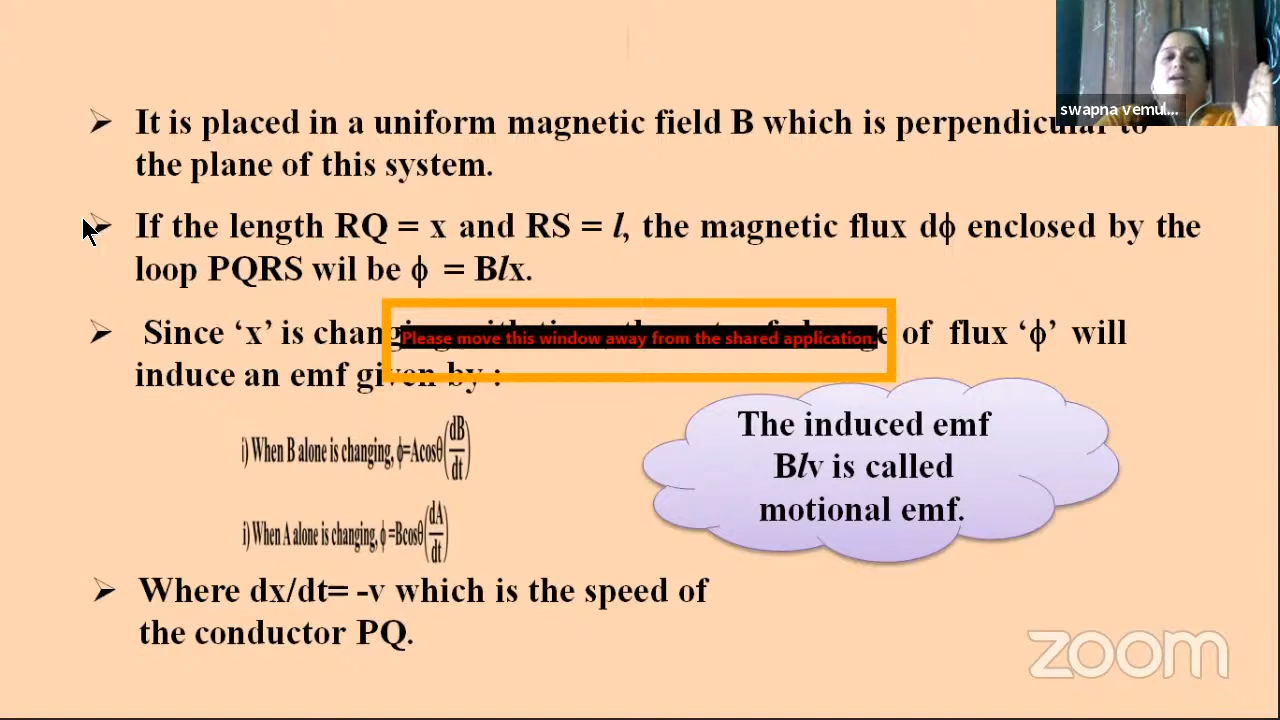 It is placed in a uniform magnetic field B which is perpendicular to
the plane of this system.
swapna vemul...
If the length RQ = x and RS = l, the magnetic flux dϕ enclosed by the
loop PQRS wil be ϕ = Blx.
Since ‘x’ is of flux ‘ϕ’ will
Please move this window away from the shared application.
induce an emf given by :
i) When B alone is changing, ϕ=Acosθ(dB/dt)
i) When A alone is changing, ϕ =Bcosθ(dA/dt)
The induced emf
Blv is called
motional emf.
Where dx/dt= -v which is the speed of
the conductor PQ.
zoom